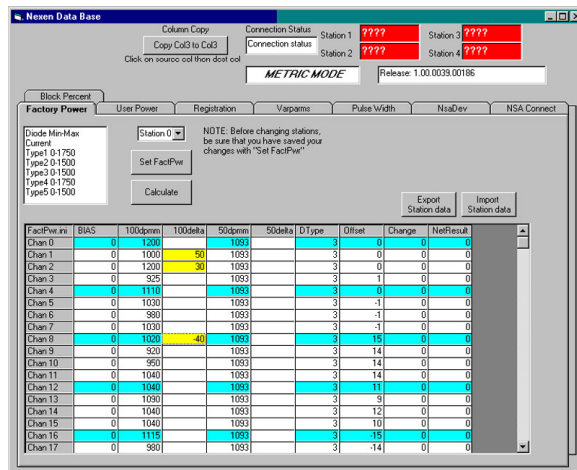 Nexen Data Base
Column Copy
Copy Col3 to Col3
Click on source col then dest col
Connection Status
Connection status
Station 1 ????
Station 3 ????
Station 2 ????
Station 4 ????
METRIC MODE
Release: 1.00.0039.00186
Block Percent
Factory Power User Power Registration Varparms Pulse Width NsaDev NSA Connect
Diode Min-Max
Current
Type1 0-1750
Type2 0-1500
Type3 0-1500
Type4 0-1750
Type5 0-1500
Station 0
Set FactPwr
Calculate
NOTE: Before changing stations,
be sure that you have saved your
changes with "Set FactPwr"
Export
Station data
Import
Station data
FactPwr.ini BIAS 100dpmm 100delta 50dpmm 50delta DType Offset Change NetResult
Chan 0 0 1200 1093 3 0 0 0
Chan 1 0 1000 50 1093 3 0 0 0
Chan 2 0 1200 30 1093 3 0 0 0
Chan 3 0 925 1093 3 1 0 0
Chan 4 0 1110 1093 3 0 0 0
Chan 5 0 1030 1093 3 -1 0 0
Chan 6 0 980 1093 3 -1 0 0
Chan 7 0 1030 1093 3 -1 0 0
Chan 8 0 1020 -40 1093 3 15 0 0
Chan 9 0 920 1093 3 14 0 0
Chan 10 0 950 1093 3 14 0 0
Chan 11 0 1040 1093 3 14 0 0
Chan 12 0 1040 1093 3 11 0 0
Chan 13 0 1090 1093 3 9 0 0
Chan 14 0 1040 1093 3 12 0 0
Chan 15 0 1040 1093 3 10 0 0
Chan 16 0 1115 1093 3 -15 0 0
Chan 17 0 980 1093 3 -14 0 0